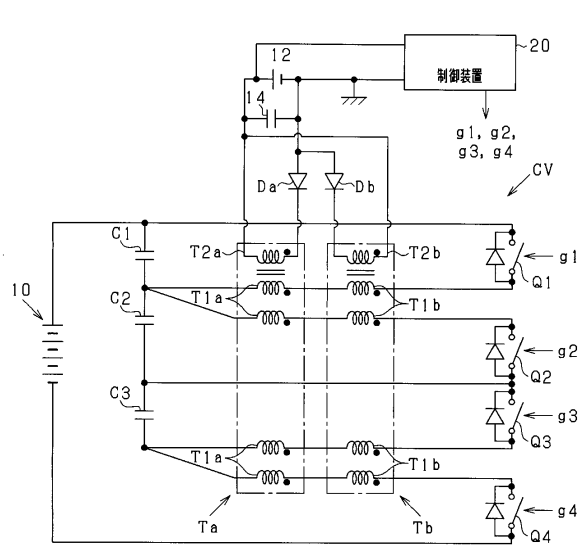 20
12
制御装置
14
g1, g2,
g3, g4
Da
Db
CV
C1
T2a
T2b
g1
Q1
10
C2
T1a
T1b
g2
Q2
C3
g3
Q3
T1a
T1b
g4
Q4
Ta
Tb